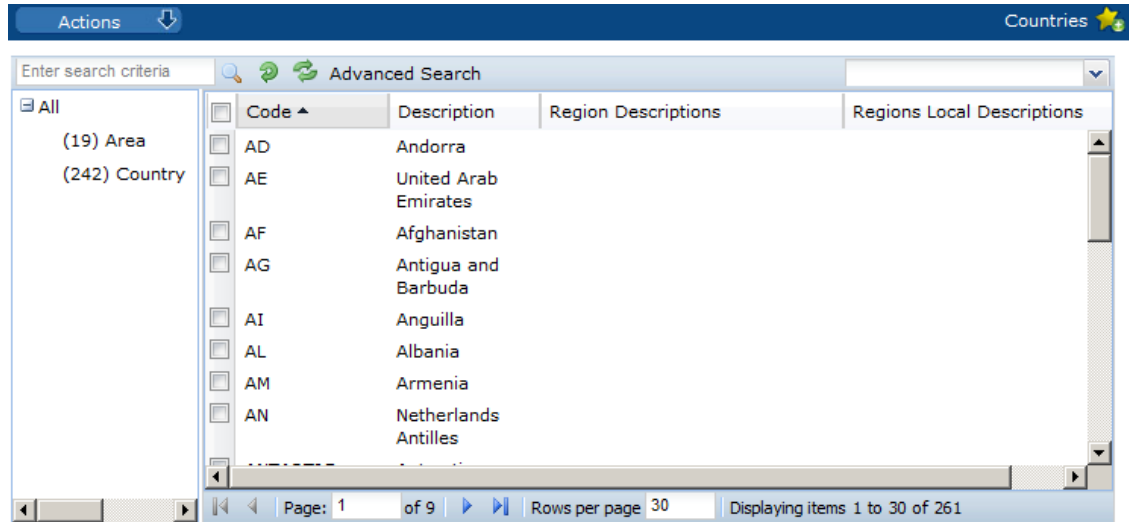 Actions
Countries
Enter search criteria
Advanced Search
All
(19) Area
(242) Country
Code Description Region Descriptions Regions Local Descriptions
AD Andorra
AE United Arab
Emirates
AF Afghanistan
AG Antigua and
Barbuda
AI Anguilla
AL Albania
AM Armenia
AN Netherlands
Antilles
Page: 1 of 9 Rows per page 30 Displaying items 1 to 30 of 261